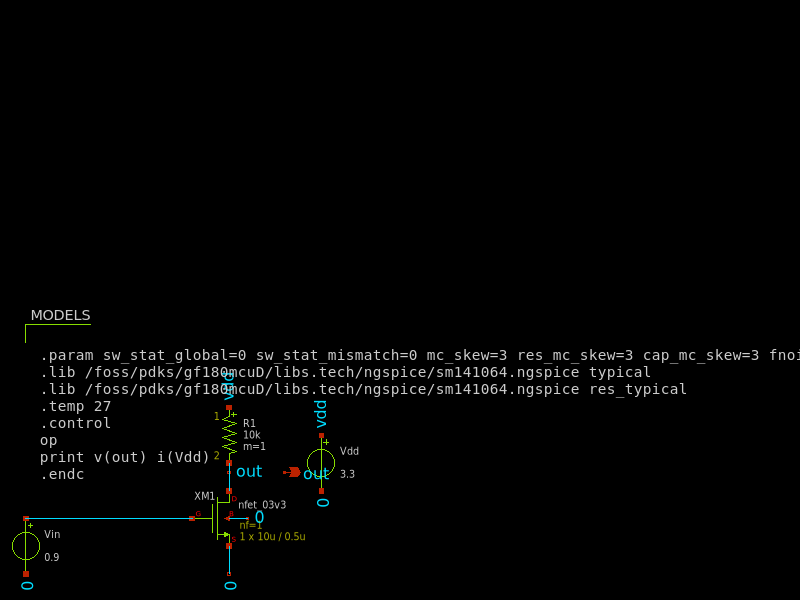 MODELS
.param sw_stat_global=0 sw_stat_mismatch=0 mc_skew=3 res_mc_skew=3 cap_mc_skew=3 fnoi
.lib /foss/pdks/gf180mcuD/libs.tech/ngspice/sm141064.ngspice typical
.lib /foss/pdks/gf180mcuD/libs.tech/ngspice/sm141064.ngspice res_typical
.temp 27
.control
op
print v(out) i(Vdd)
.endc
vdd
1
+
R1
10k
m=1
2
out
out
vdd
+
Vdd
3.3
0
XM1
G
D
B
S
nfet_03v3
0
nf=1
1 x 10u / 0.5u
0
+
Vin
0.9
0